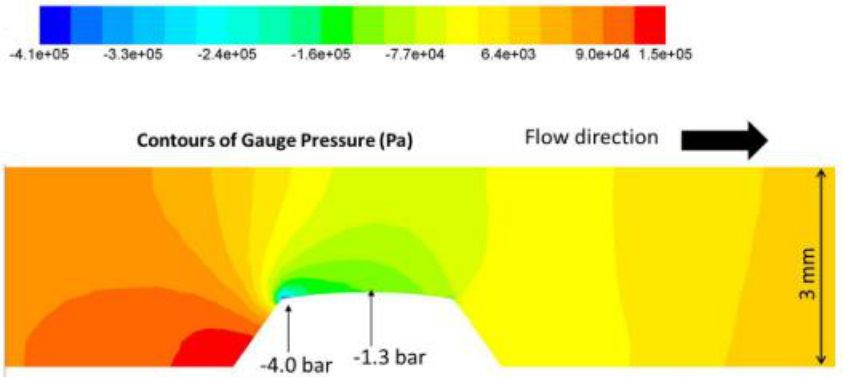 -4.1e+05 -3.3e+05 -2.4e+05 -1.6e+05 -7.7e+04 6.4e+03 9.0e+04 1.5e+05
Contours of Gauge Pressure (Pa) Flow direction
3 mm
-4.0 bar -1.3 bar